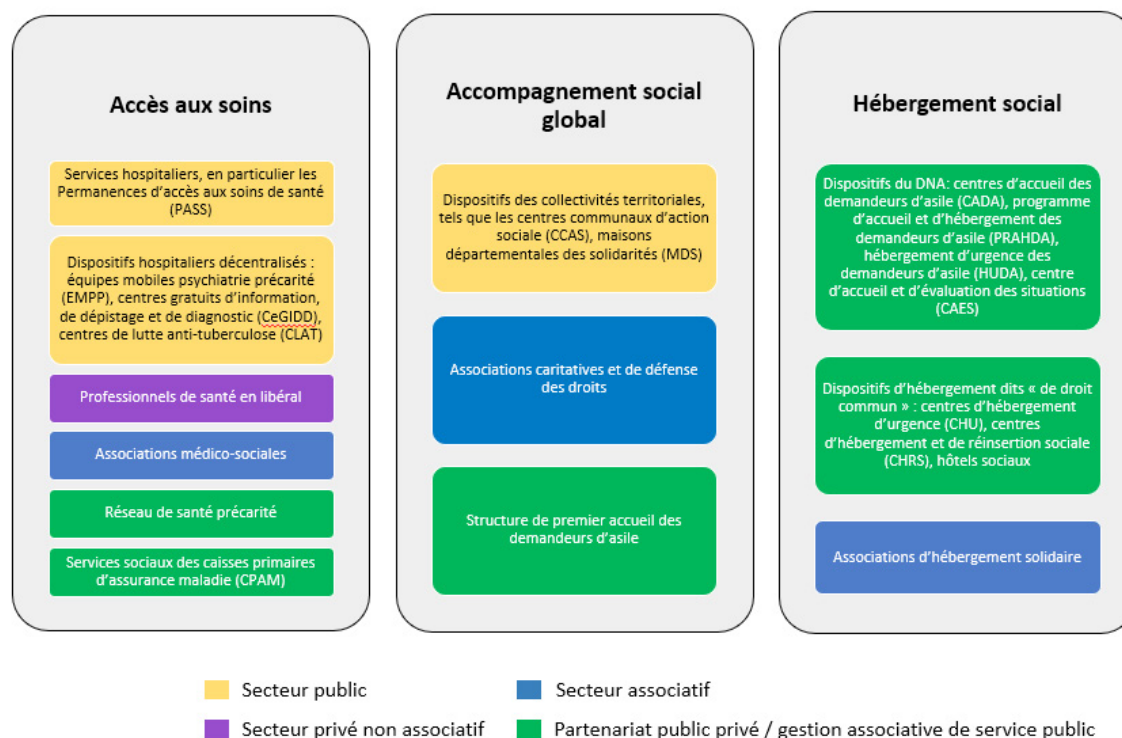 Accès aux soins
Services hospitaliers, en particulier les
Permanences d'accès aux soins de santé
(PASS)
Dispositifs hospitaliers décentralisés :
équipes mobiles psychiatrie précarité
(EMPP), centres gratuits d'information,
de dépistage et de diagnostic (CeGIDD),
centres de lutte anti-tuberculose (CLAT)
Professionnels de santé en libéral
Associations médico-sociales
Réseau de santé précarité
Services sociaux des caisses primaires
d'assurance maladie (CPAM)
Accompagnement social
global
Dispositifs des collectivités territoriales,
tels que les centres communaux d'action
sociale (CCAS), maisons
départementales des solidarités (MDS)
Associations caritatives et de défense
des droits
Structure de premier accueil des
demandeurs d'asile
Hébergement social
Dispositifs du DNA: centres d'accueil des
demandeurs d'asile (CADA), programme
d'accueil et d'hébergement des
demandeurs d'asile (PRAHDA),
hébergement d'urgence des
demandeurs d'asile (HUDA), centre
d'accueil et d'évaluation des situations
(CAES)
Dispositifs d'hébergement dits « de droit
commun » : centres d'hébergement
d'urgence (CHU), centres
d'hébergement et de réinsertion sociale
(CHRS), hôtels sociaux
Associations d'hébergement solidaire
Secteur public
Secteur associatif
Secteur privé non associatif
Partenariat public privé / gestion associative de service public